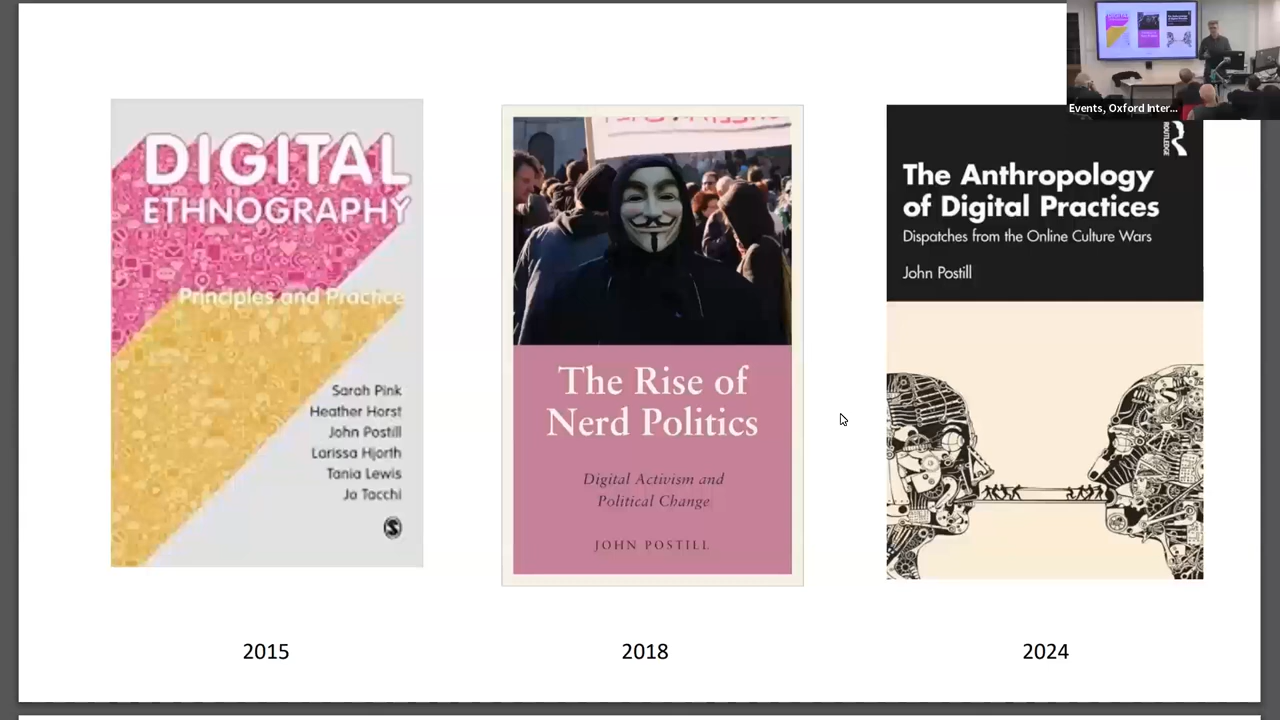 Events, Oxford Inter...
DIGITAL
ETHNOGRAPHY
Principles and Practice
Sarah Pink
Heather Horst
John Postill
Larissa Hjorth
Tania Lewis
Jo Tacchi
S
2015
The Rise of
Nerd Politics
Digital Activism and
Political Change
JOHN POSTILL
2018
R
ROUTLEDGE
The Anthropology
of Digital Practices
Dispatches from the Online Culture Wars
John Postill
2024